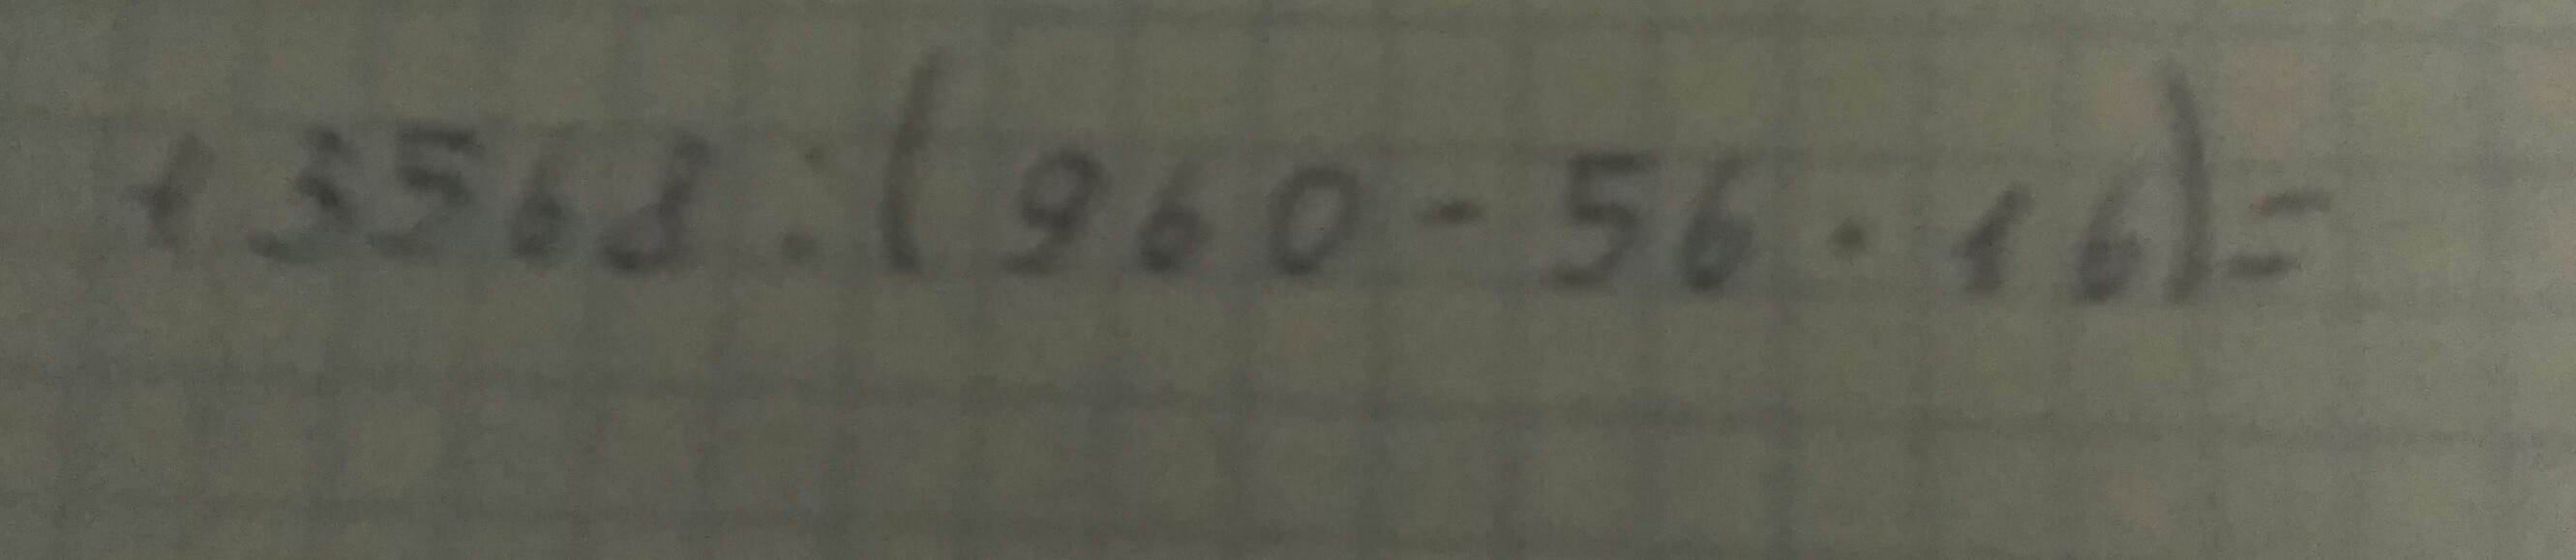 13568 : (960 - 56 · 16) =